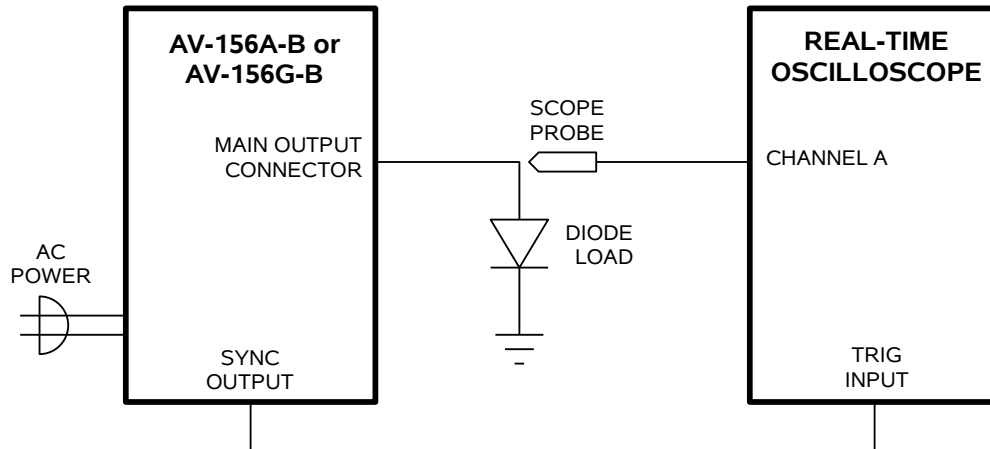 AV-156A-B or
AV-156G-B
REAL-TIME
OSCILLOSCOPE
SCOPE
PROBE
MAIN OUTPUT
CONNECTOR
CHANNEL A
DIODE
LOAD
AC
POWER
SYNC
OUTPUT
TRIG
INPUT